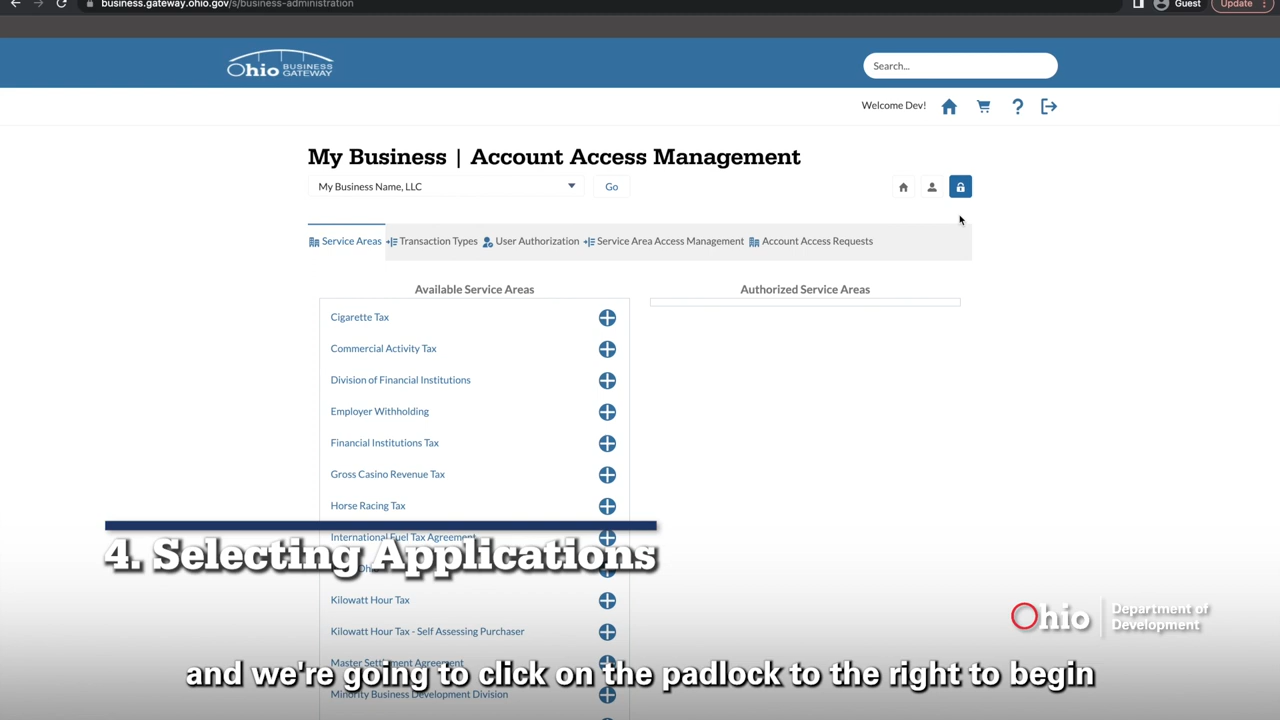 business.gateway.ohio.gov/s/business-administration
Guest
Update
Ohio BUSINESS GATEWAY
Search...
Welcome Dev!
My Business | Account Access Management
My Business Name, LLC
Go
Service Areas
Transaction Types
User Authorization
Service Area Access Management
Account Access Requests
Available Service Areas
Authorized Service Areas
Cigarette Tax
Commercial Activity Tax
Division of Financial Institutions
Employer Withholding
Financial Institutions Tax
Gross Casino Revenue Tax
Horse Racing Tax
International Fuel Tax Agreement
4. Selecting Applications
Kilowatt Hour Tax
Ohio
Department of
Development
Kilowatt Hour Tax - Self Assessing Purchaser
Master Settlement Agreement
and we're going to click on the padlock to the right to begin
Minority Business Development Division